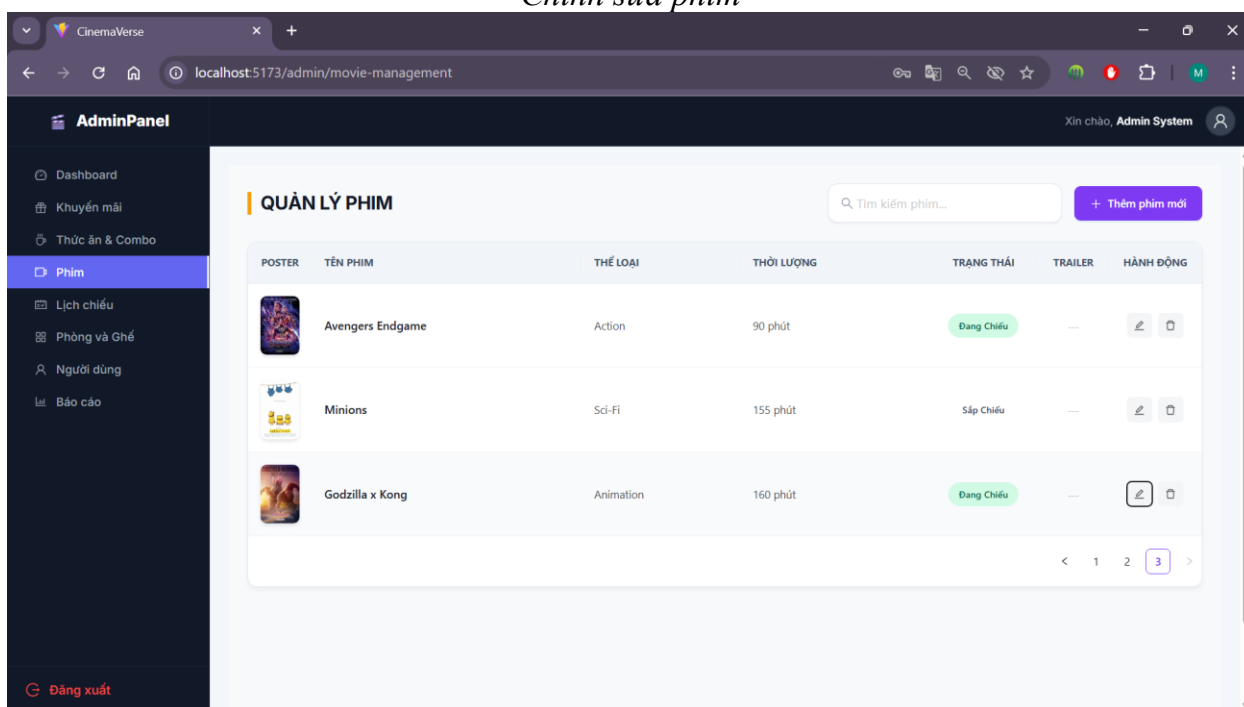 Chỉnh sửa phim
CinemaVerse
localhost:5173/admin/movie-management
M
AdminPanel
Xin chào, Admin System
Dashboard
Khuyến mãi
Thức ăn & Combo
Phim
Lịch chiếu
Phòng và Ghế
Người dùng
Báo cáo
Đăng xuất
QUẢN LÝ PHIM
Tìm kiếm phim...
+ Thêm phim mới
POSTER TÊN PHIM THỂ LOẠI THỜI LƯỢNG TRẠNG THÁI TRAILER HÀNH ĐỘNG
Avengers Endgame Action 90 phút Đang Chiếu
Minions Sci-Fi 155 phút Sắp Chiếu
Godzilla x Kong Animation 160 phút Đang Chiếu
< 1 2 3 >